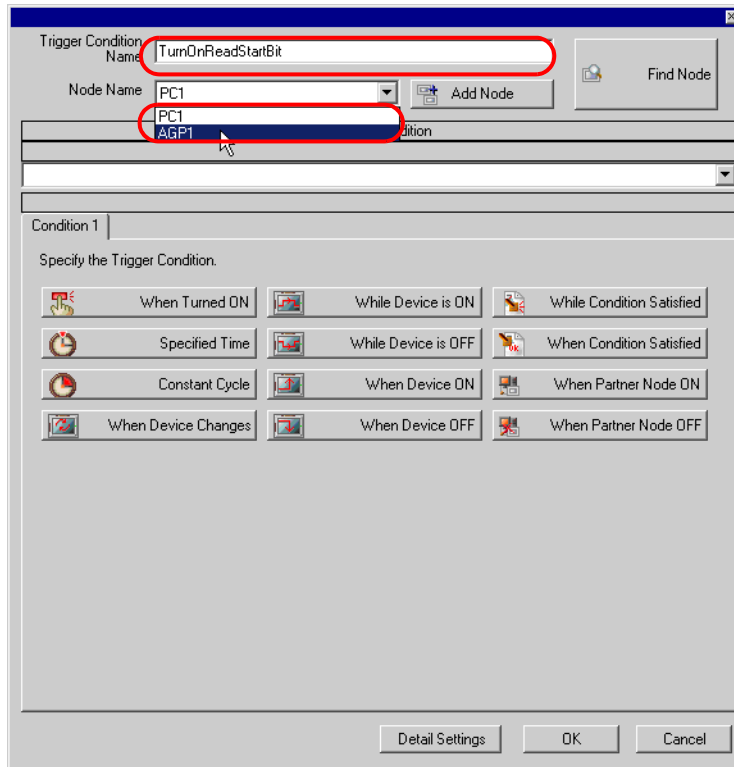 Trigger Condition
Name
TurnOnReadStartBit
Find Node
Node Name
PC1
Add Node
PC1
AGP1
dition
Condition 1
Specify the Trigger Condition.
When Turned ON
While Device is ON
While Condition Satisfied
Specified Time
While Device is OFF
When Condition Satisfied
Constant Cycle
When Device ON
When Partner Node ON
When Device Changes
When Device OFF
When Partner Node OFF
Detail Settings
OK
Cancel